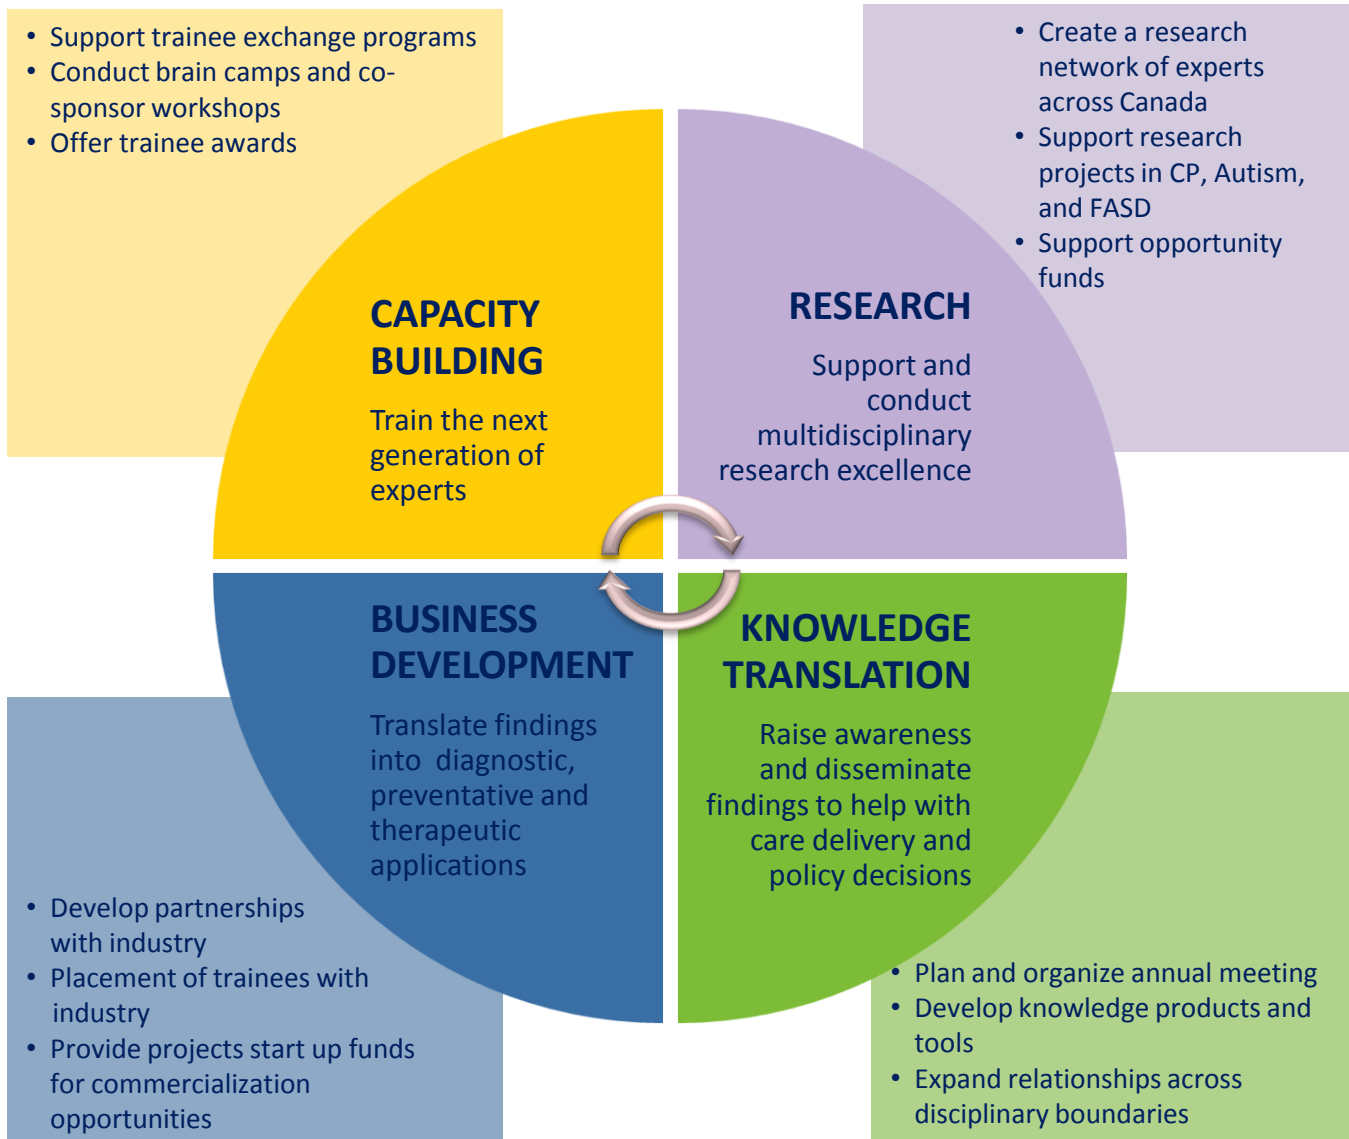 • Support trainee exchange programs
• Conduct brain camps and co-
sponsor workshops
• Offer trainee awards
CAPACITY
BUILDING
Train the next
generation of
experts
• Create a research
network of experts
across Canada
• Support research
projects in CP, Autism,
and FASD
• Support opportunity
funds
RESEARCH
Support and
conduct
multidisciplinary
research excellence
BUSINESS
DEVELOPMENT
Translate findings
into  diagnostic,
preventative and
therapeutic
applications
• Develop partnerships
with industry
• Placement of trainees with
industry
• Provide projects start up funds
for commercialization
opportunities
KNOWLEDGE
TRANSLATION
Raise awareness
and disseminate
findings to help with
care delivery and
policy decisions
• Plan and organize annual meeting
• Develop knowledge products and
tools
• Expand relationships across
disciplinary boundaries